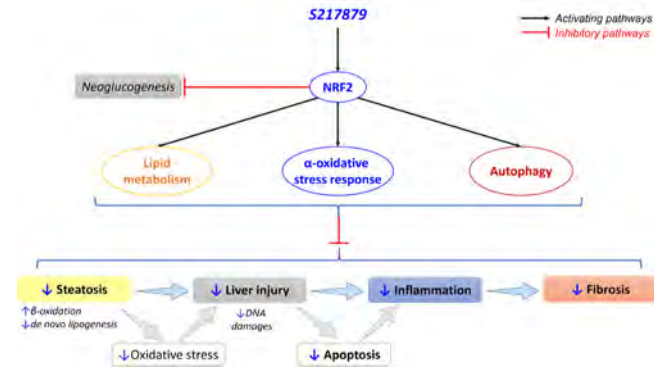 S217879
Activating pathways
Inhibitory pathways
Neoglucogenesis
NRF2
Lipid
metabolism
α-oxidative
stress response
Autophagy
↓ Steatosis
↓ Liver injury
↓ Inflammation
↓ Fibrosis
↑β-oxidation
↓de novo lipogenesis
↓DNA
damages
↓Oxidative stress
↓ Apoptosis